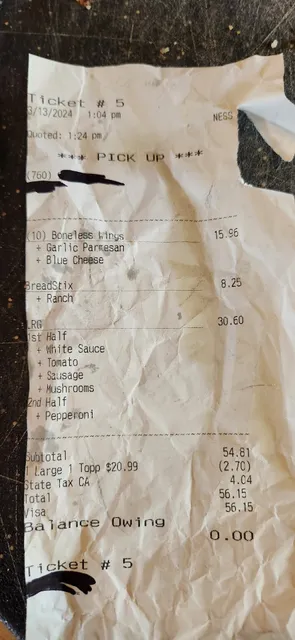 Ticket # 5
3/13/2024 1:04 pm
NESS
Quoted: 1:24 pm
*** PICK UP ***
(760)
(10) Boneless Wings 15.96
+ Garlic Parmesan
+ Blue Cheese
BreadStix 8.25
+ Ranch
LRG 30.60
1st Half
+ White Sauce
+ Tomato
+ Sausage
+ Mushrooms
2nd Half
+ Pepperoni
Subtotal 54.81
1 Large 1 Topp $20.99 (2.70)
State Tax CA 4.04
Total 56.15
Visa 56.15
Balance Owing
0.00
Ticket # 5